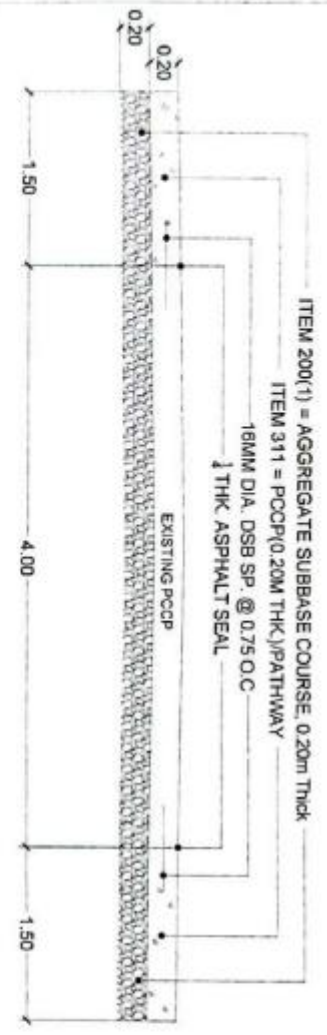 ITEM 200(1) = AGGREGATE SUBBASE COURSE, 0.20m Thick
ITEM 311 = PCCP(0.20M THK.)/PATHWAY
16MM DIA. DSB SP. @ 0.75 O.C
THK. ASPHALT SEAL
EXISTING PCCP
0.20
0.20
1.50
4.00
1.50